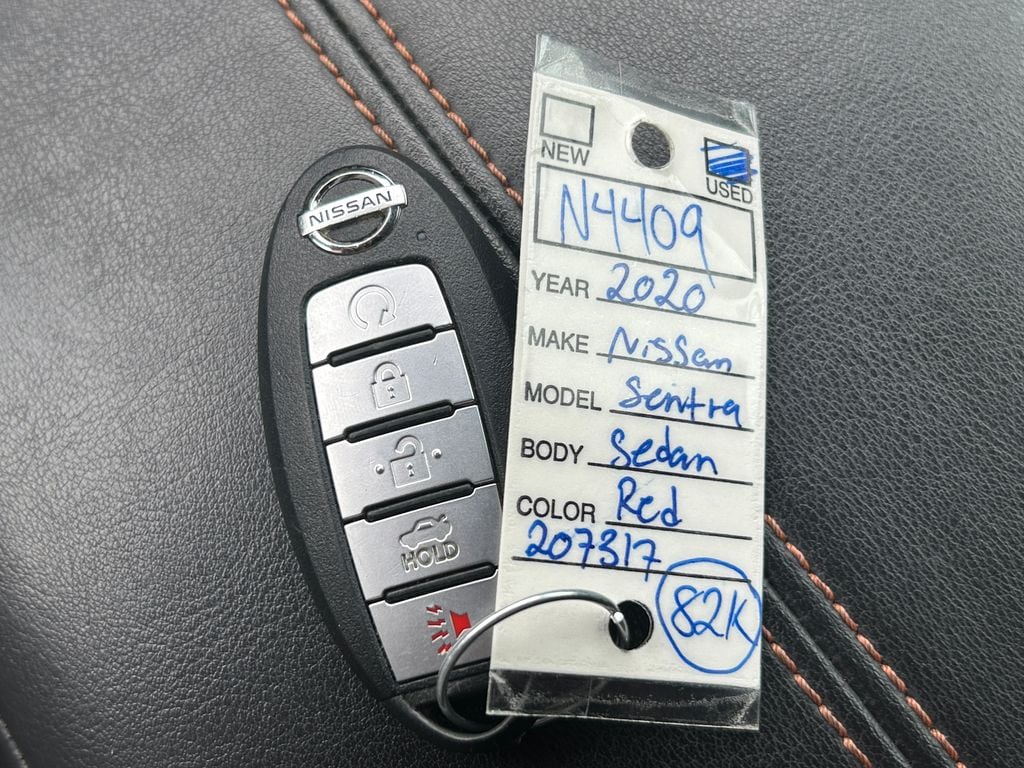 NISSAN
HOLD
NEW
USED
N4409
YEAR 2020
MAKE Nissan
MODEL Sentra
BODY Sedan
COLOR Red
207317
82K